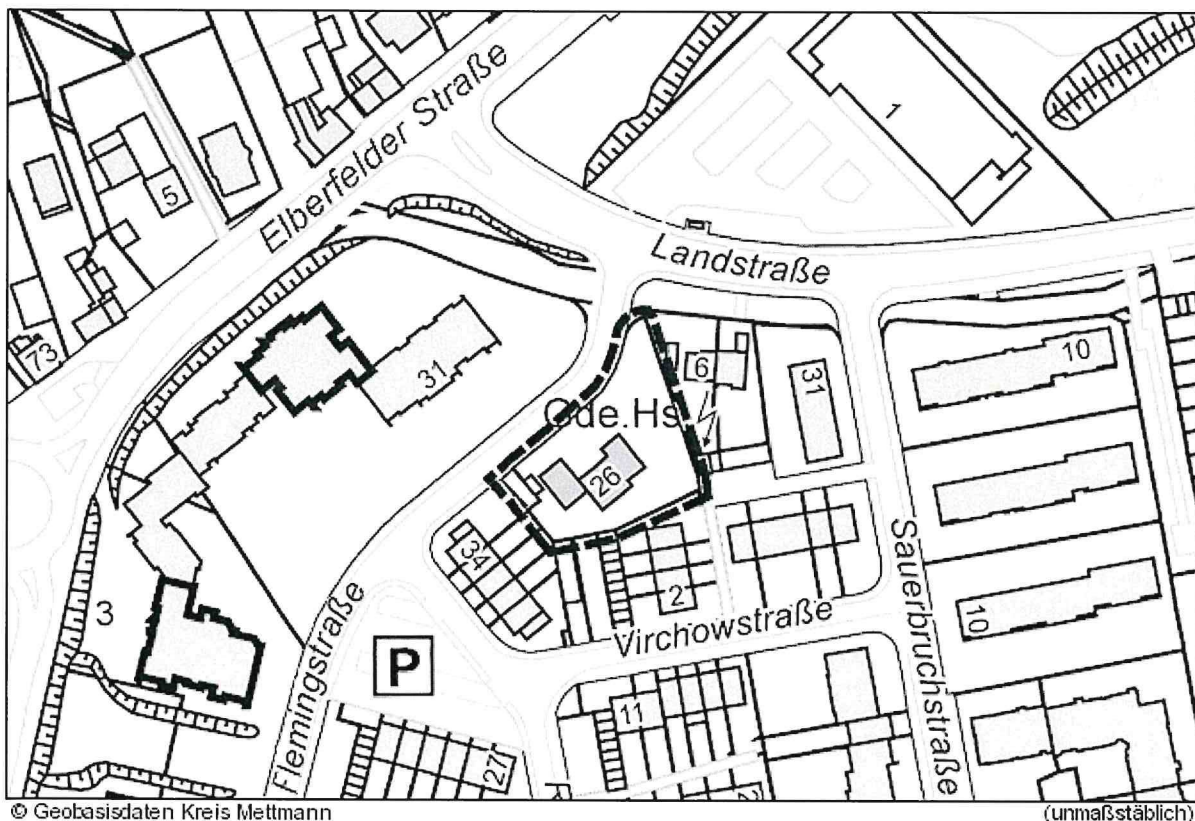 Elberfelder Straße
1
5
Landstraße
73
31
6
31
10
Gde.Hs
26
34
3
2
10
Virchowstraße
Sauerbruchstraße
Flemingstraße
P
11
27
© Geobasisdaten Kreis Mettmann
(unmaßstäblich)